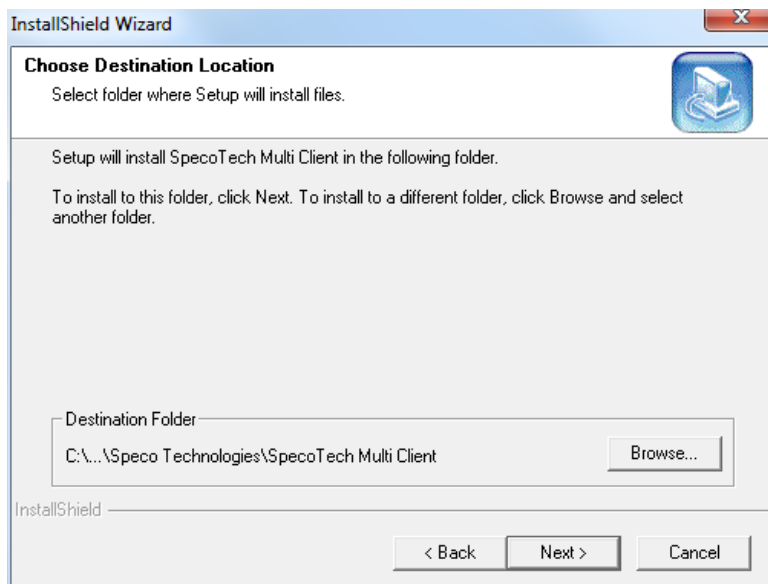 InstallShield Wizard
Choose Destination Location
Select folder where Setup will install files.
Setup will install SpecoTech Multi Client in the following folder.
To install to this folder, click Next. To install to a different folder, click Browse and select
another folder.
Destination Folder
C:\...\Speco Technologies\SpecoTech Multi Client
Browse...
InstallShield
< Back
Next >
Cancel